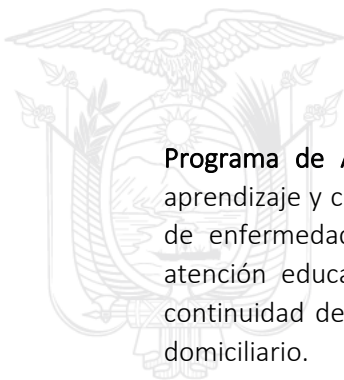 Programa de A
aprendizaje y c
de enfermedad
atención educa
continuidad de
domiciliario.